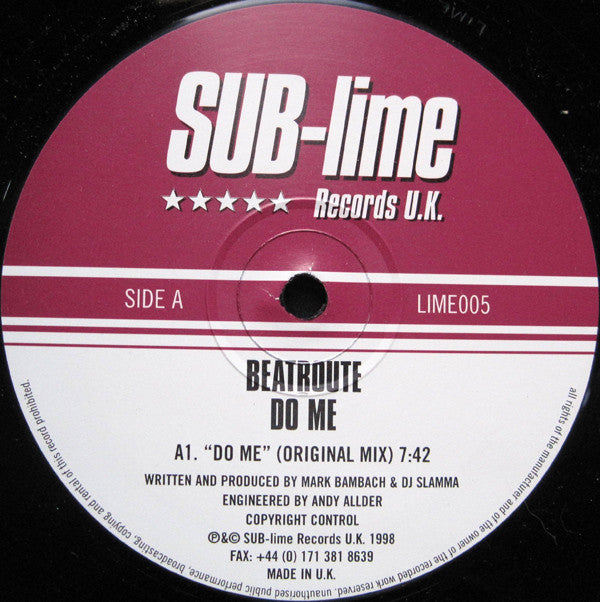 SUB-lime
★★★★★ Records U.K.
SIDE A
LIME005
BEATROUTE
DO ME
A1. “DO ME” (ORIGINAL MIX) 7:42
WRITTEN AND PRODUCED BY MARK BAMBACH & DJ SLAMMA
ENGINEERED BY ANDY ALLDER
COPYRIGHT CONTROL
℗&© SUB-lime Records U.K. 1998
FAX: +44 (0) 171 381 8639
MADE IN U.K.
all rights of the manufacturer and of the owner of the recorded work reserved. unauthorised public performance, broadcasting, copying and rental of this record prohibited.